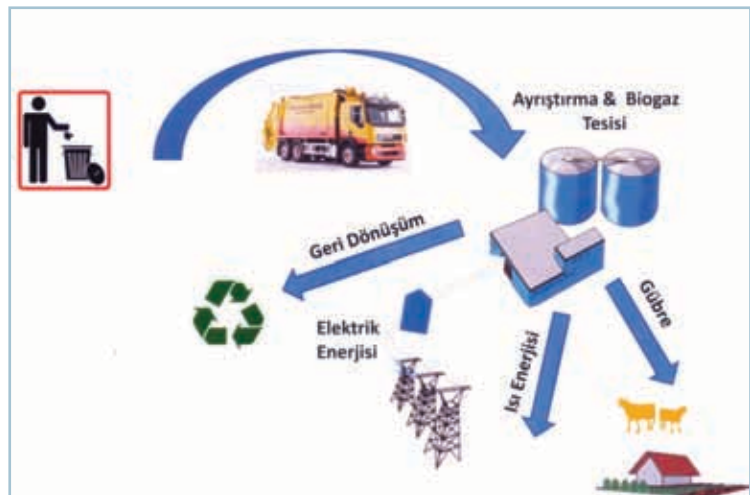 Ayrıştırma & Biogaz
Tesisi
Geri Dönüşüm
Elektrik
Enerjisi
Isı Enerjisi
Gübre